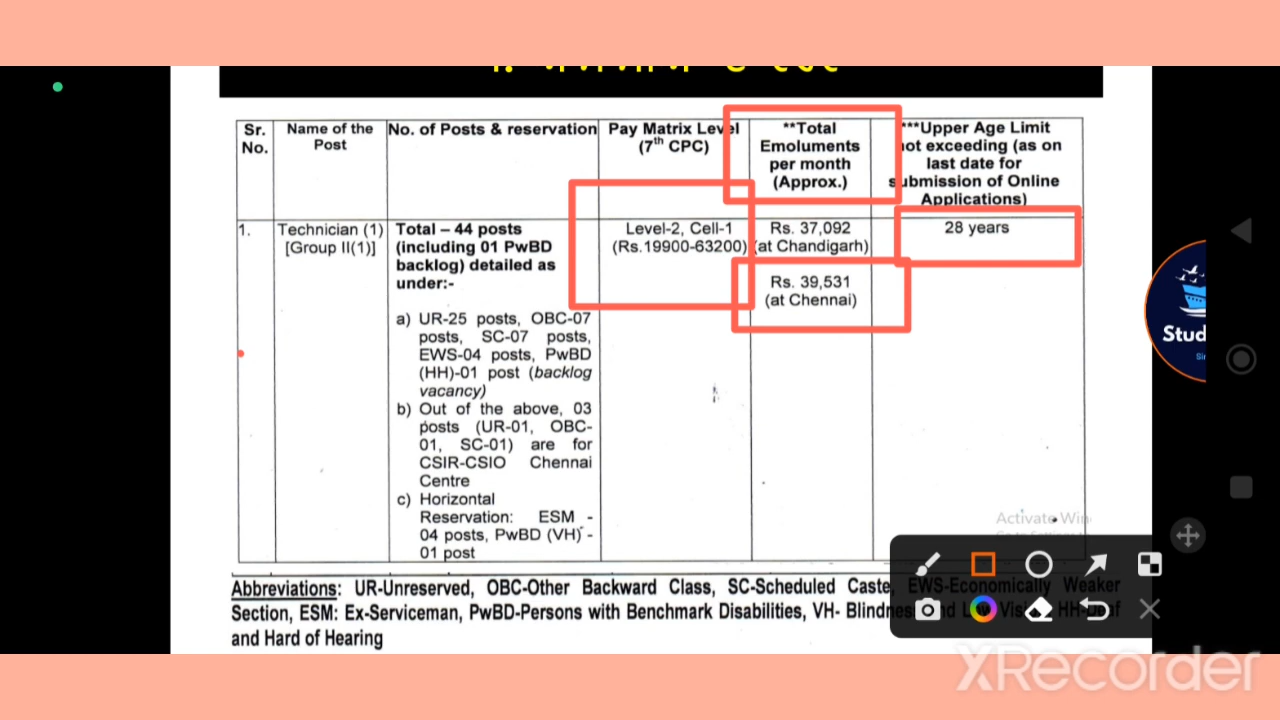 Sr. No.
Name of the Post
No. of Posts & reservation
Pay Matrix Level (7th CPC)
**Total Emoluments per month (Approx.)
***Upper Age Limit not exceeding (as on last date for submission of Online Applications)
1.
Technician (1)
[Group II(1)]
Total – 44 posts
(including 01 PwBD
backlog) detailed as
under:-
a) UR-25 posts, OBC-07
posts, SC-07 posts,
EWS-04 posts, PwBD
(HH)-01 post (backlog
vacancy)
b) Out of the above, 03
posts (UR-01, OBC-
01, SC-01) are for
CSIR-CSIO Chennai
Centre
c) Horizontal
Reservation: ESM -
04 posts, PwBD (VH) -
01 post
Level-2, Cell-1
(Rs.19900-63200)
Rs. 37,092
(at Chandigarh)
Rs. 39,531
(at Chennai)
28 years
Stud
Activate Win
Abbreviations: UR-Unreserved, OBC-Other Backward Class, SC-Scheduled Caste, EWS-Economically Weaker
Section, ESM: Ex-Serviceman, PwBD-Persons with Benchmark Disabilities, VH- Blindness and Low Vision, HH-Deaf
and Hard of Hearing
XRecorder